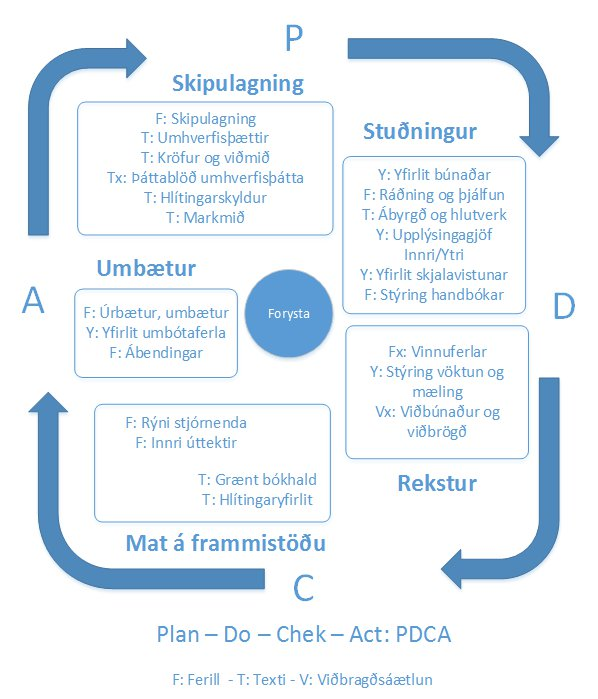 P
Skipulagning
F: Skipulagning
T: Umhverfisþættir
T: Kröfur og viðmið
Tx: Þáttablöð umhverfisþátta
T: Hlítingarskyldur
T: Markmið
Stuðningur
Y: Yfirlit búnaðar
F: Ráðning og þjálfun
T: Ábyrgð og hlutverk
Y: Upplýsingagjöf
Innri/Ytri
Y: Yfirlit skjalavistunar
F: Stýring handbókar
A
Umbætur
F: Úrbætur, umbætur
Y: Yfirlit umbótaferla
F: Ábendingar
Forysta
D
Fx: Vinnuferlar
Y: Stýring vöktun og
mæling
Vx: Viðbúnaður og
viðbrögð
Rekstur
F: Rýni stjórnenda
F: Innri úttektir
T: Grænt bókhald
T: Hlítingaryfirlit
Mat á frammistöðu
C
Plan – Do – Chek – Act: PDCA
F: Ferill - T: Texti - V: Viðbragðsáætlun